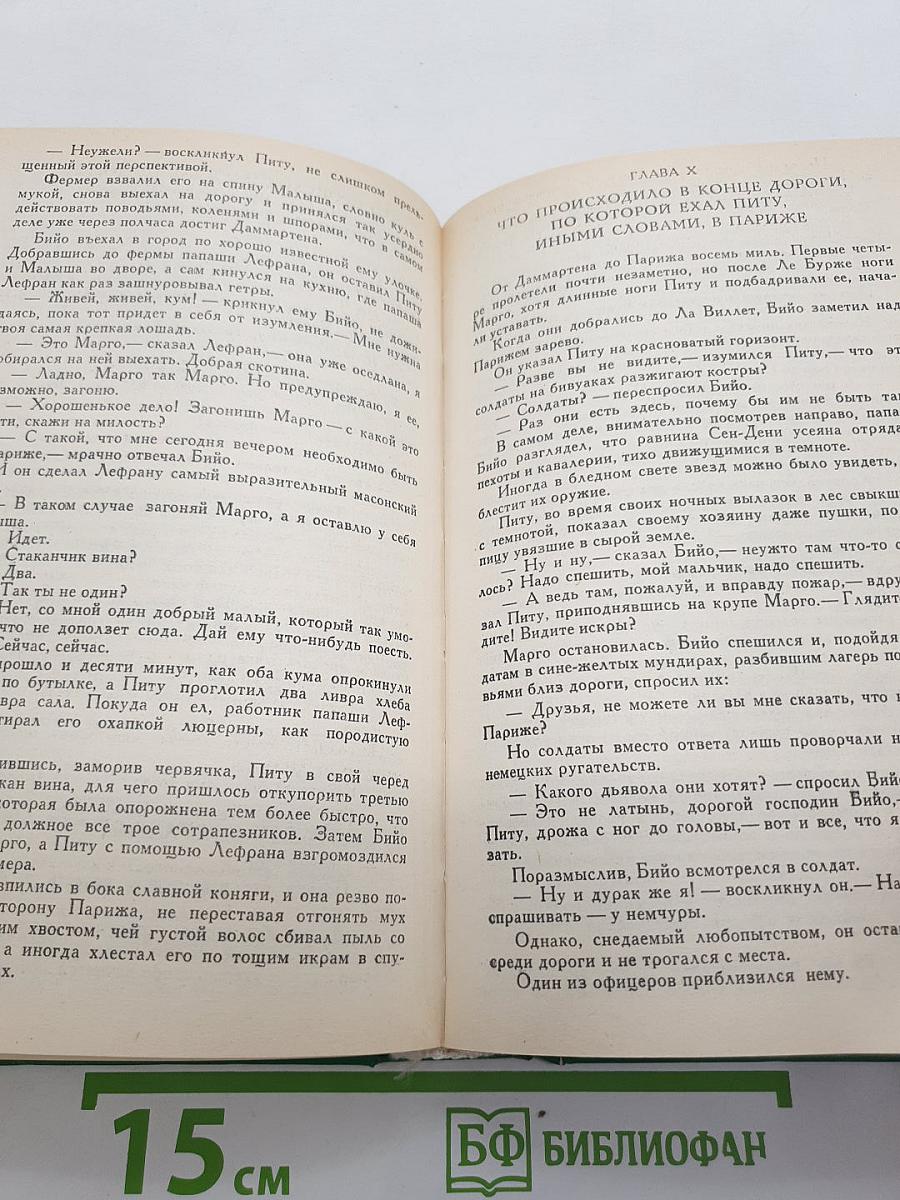 — Неужели? — воскликнул Питу, не слишком прель-
щенный этой перспективой.
Фермер взвалил его на спину Малыша, словно куль с
мукой, снова выехал на дорогу и принялся так усердно
действовать поводьями, коленями и шпорами, что в самом
деле уже через полчаса достиг Даммартена.
Бийо въехал в город по хорошо известной ему улочке.
Добравшись до фермы папаши Лефрана, он оставил Питу
и Малыша во дворе, а сам кинулся на кухню, где папаша
Лефран как раз зашнуровывал гетры.
— Живей, живей, кум! — крикнул ему Бийо, не дожи-
даясь, пока тот придет в себя от изумления.— Мне нужна
твоя самая крепкая лошадь.
— Это Марго,— сказал Лефран,— она уже оседлана, я
обирался на ней выехать. Добрая скотина.
— Ладно, Марго так Марго. Но предупреждаю, я ее,
зможно, загоню.
— Хорошенькое дело! Загонишь Марго — с какой это
ти, скажи на милость?
— С такой, что мне сегодня вечером необходимо быть
ариже,— мрачно отвечал Бийо.
И он сделал Лефрану самый выразительный масонский
— В таком случае загоняй Марго, а я оставлю у себя
ыша.
Идет.
Стаканчик вина?
Два.
Так ты не один?
Нет, со мной один добрый малый, который так умо-
что не доползет сюда. Дай ему что-нибудь поесть.
Сейчас, сейчас.
рошло и десяти минут, как оба кума опрокинули
по бутылке, а Питу проглотил два ливра хлеба
вра сала. Покуда он ел, работник папаши Леф-
тирал его охапкой люцерны, как породистую
ившись, заморив червячка, Питу в свой черед
кан вина, для чего пришлось откупорить третью
которая была опорожнена тем более быстро, что
должное все трое сотрапезников. Затем Бийо
рго, а Питу с помощью Лефрана взгромоздился
мера.
впились в бока славной коняги, и она резво по-
торону Парижа, не переставая отгонять мух
им хвостом, чей густой волос сбивал пыль со
а иногда хлестал его по тощим икрам в спу-
х.
ГЛАВА X
ЧТО ПРОИСХОДИЛО В КОНЦЕ ДОРОГИ,
ПО КОТОРОЙ ЕХАЛ ПИТУ,
ИНЫМИ СЛОВАМИ, В ПАРИЖЕ
От Даммартена до Парижа восемь миль. Первые четы-
ре пролетели почти незаметно, но после Ле Бурже ноги
Марго, хотя длинные ноги Питу и подбадривали ее, нача-
ли уставать.
Когда они добрались до Ла Виллет, Бийо заметил над
Парижем зарево.
Он указал Питу на красноватый горизонт.
— Разве вы не видите,— изумился Питу,— что эт
солдаты на бивуаках разжигают костры?
— Солдаты? — переспросил Бийо.
— Раз они есть здесь, почему бы им не быть там
В самом деле, внимательно посмотрев направо, папа
Бийо разглядел, что равнина Сен-Дени усеяна отряда
пехоты и кавалерии, тихо движущимися в темноте.
Иногда в бледном свете звезд можно было увидеть,
блестит их оружие.
Питу, во время своих ночных вылазок в лес свыкш
с темнотой, показал своему хозяину даже пушки, по
пицу увязшие в сырой земле.
— Ну и ну,— сказал Бийо,— неужто там что-то с
лось? Надо спешить, мой мальчик, надо спешить.
— А ведь там, пожалуй, и вправду пожар,— вдру
зал Питу, приподнявшись на крупе Марго.— Глядите
дите! Видите искры?
Марго остановилась. Бийо спешился и, подойдя
датам в сине-желтых мундирах, разбившим лагерь по
вьями близ дороги, спросил их:
— Друзья, не можете ли вы мне сказать, что п
Париже?
Но солдаты вместо ответа лишь проворчали н
немецких ругательств.
— Какого дьявола они хотят? — спросил Бийо
— Это не латынь, дорогой господин Бийо,—
Питу, дрожа с ног до головы,— вот и все, что я
зать.
Поразмыслив, Бийо всмотрелся в солдат.
— Ну и дурак же я! — воскликнул он.— На
спрашивать — у немчуры.
Однако, снедаемый любопытством, он оста
среди дороги и не трогался с места.
Один из офицеров приблизился нему.
15 см
БФ БИБЛИОФАН